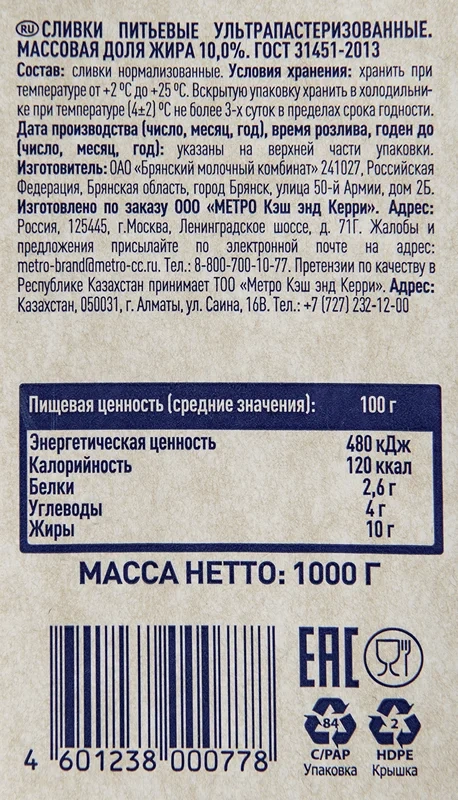 RU СЛИВКИ ПИТЬЕВЫЕ УЛЬТРАПАСТЕРИЗОВАННЫЕ.
МАССОВАЯ ДОЛЯ ЖИРА 10,0%. ГОСТ 31451-2013
Состав: сливки нормализованные. Условия хранения: хранить при
температуре от +2 ºС до +25 ºС. Вскрытую упаковку хранить в холодильни-
ке при температуре (4±2) ºС не более 3-х суток в пределах срока годности.
Дата производства (число, месяц, год), время розлива, годен до
(число, месяц, год): указаны на верхней части упаковки.
Изготовитель: ОАО «Брянский молочный комбинат» 241027, Российская
Федерация, Брянская область, город Брянск, улица 50-й Армии, дом 2Б.
Изготовлено по заказу ООО «МЕТРО Кэш энд Керри». Адрес:
Россия, 125445, г.Москва, Ленинградское шоссе, д. 71Г. Жалобы и
предложения присылайте по электронной почте на адрес:
metro-brand@metro-cc.ru. Тел.: 8-800-700-10-77. Претензии по качеству в
Республике Казахстан принимает ТОО «Метро Кэш энд Керри». Адрес:
Казахстан, 050031, г. Алматы, ул. Саина, 16В. Тел.: +7 (727) 232-12-00
Пищевая ценность (средние значения): 100 г
Энергетическая ценность 480 кДж
Калорийность 120 ккал
Белки 2,6 г
Углеводы 4 г
Жиры 10 г
МАССА НЕТТО: 1000 Г
EAC
84 2
C/PAP HDPE
Упаковка Крышка
4 601238 000778